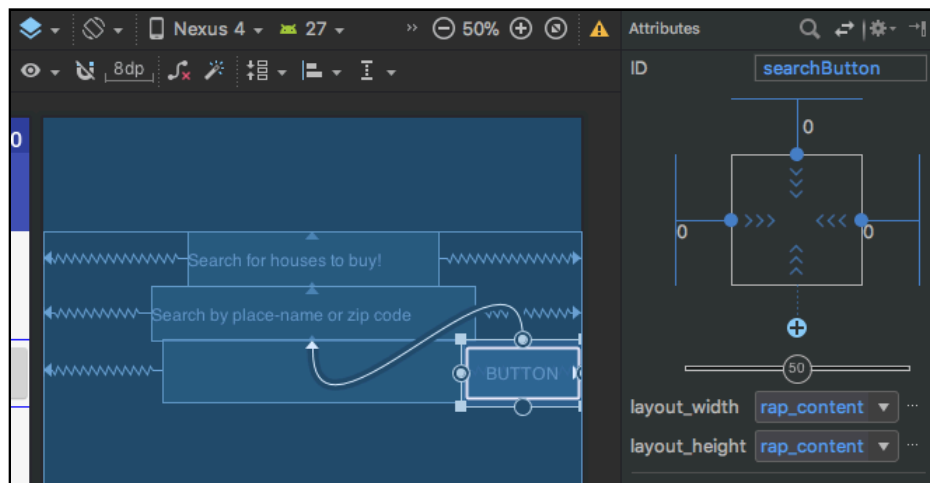 Nexus 4 27 50% Attributes
8dp ID searchButton
0
0
0 0
Search for houses to buy!
Search by place-name or zip code
BUTTON 50
layout_width rap_content
layout_height rap_content